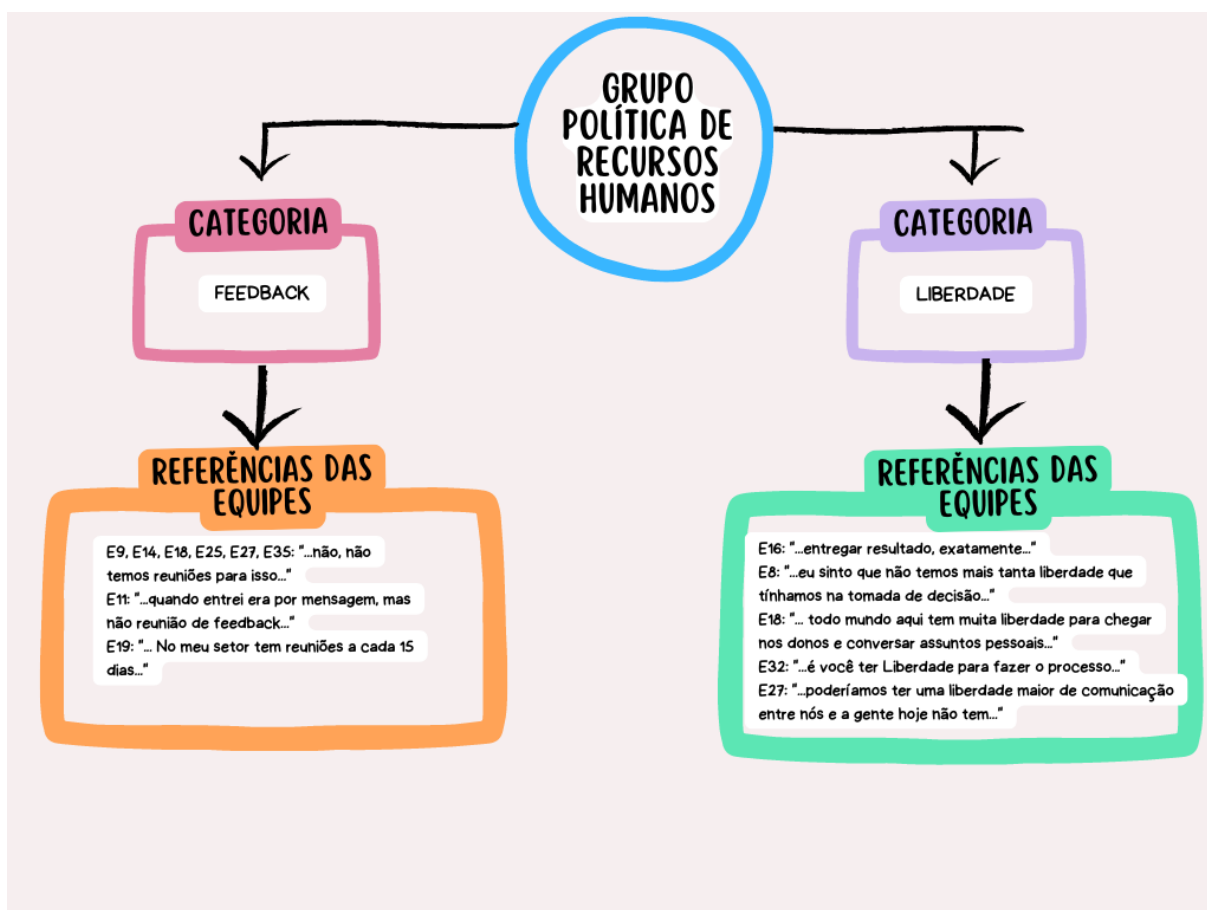 GRUPO
POLÍTICA DE
RECURSOS
HUMANOS
CATEGORIA
FEEDBACK
REFERÊNCIAS DAS
EQUIPES
E9, E14, E18, E25, E27, E35: "...não, não
temos reuniões para isso..."
E11: "...quando entrei era por mensagem, mas
não reunião de feedback..."
E19: "... No meu setor tem reuniões a cada 15
dias..."
CATEGORIA
LIBERDADE
REFERÊNCIAS DAS
EQUIPES
E16: "...entregar resultado, exatamente..."
E8: "...eu sinto que não temos mais tanta liberdade que
tínhamos na tomada de decisão..."
E18: "... todo mundo aqui tem muita liberdade para chegar
nos donos e conversar assuntos pessoais..."
E32: "...é você ter Liberdade para fazer o processo..."
E27: "...poderíamos ter uma liberdade maior de comunicação
entre nós e a gente hoje não tem..."